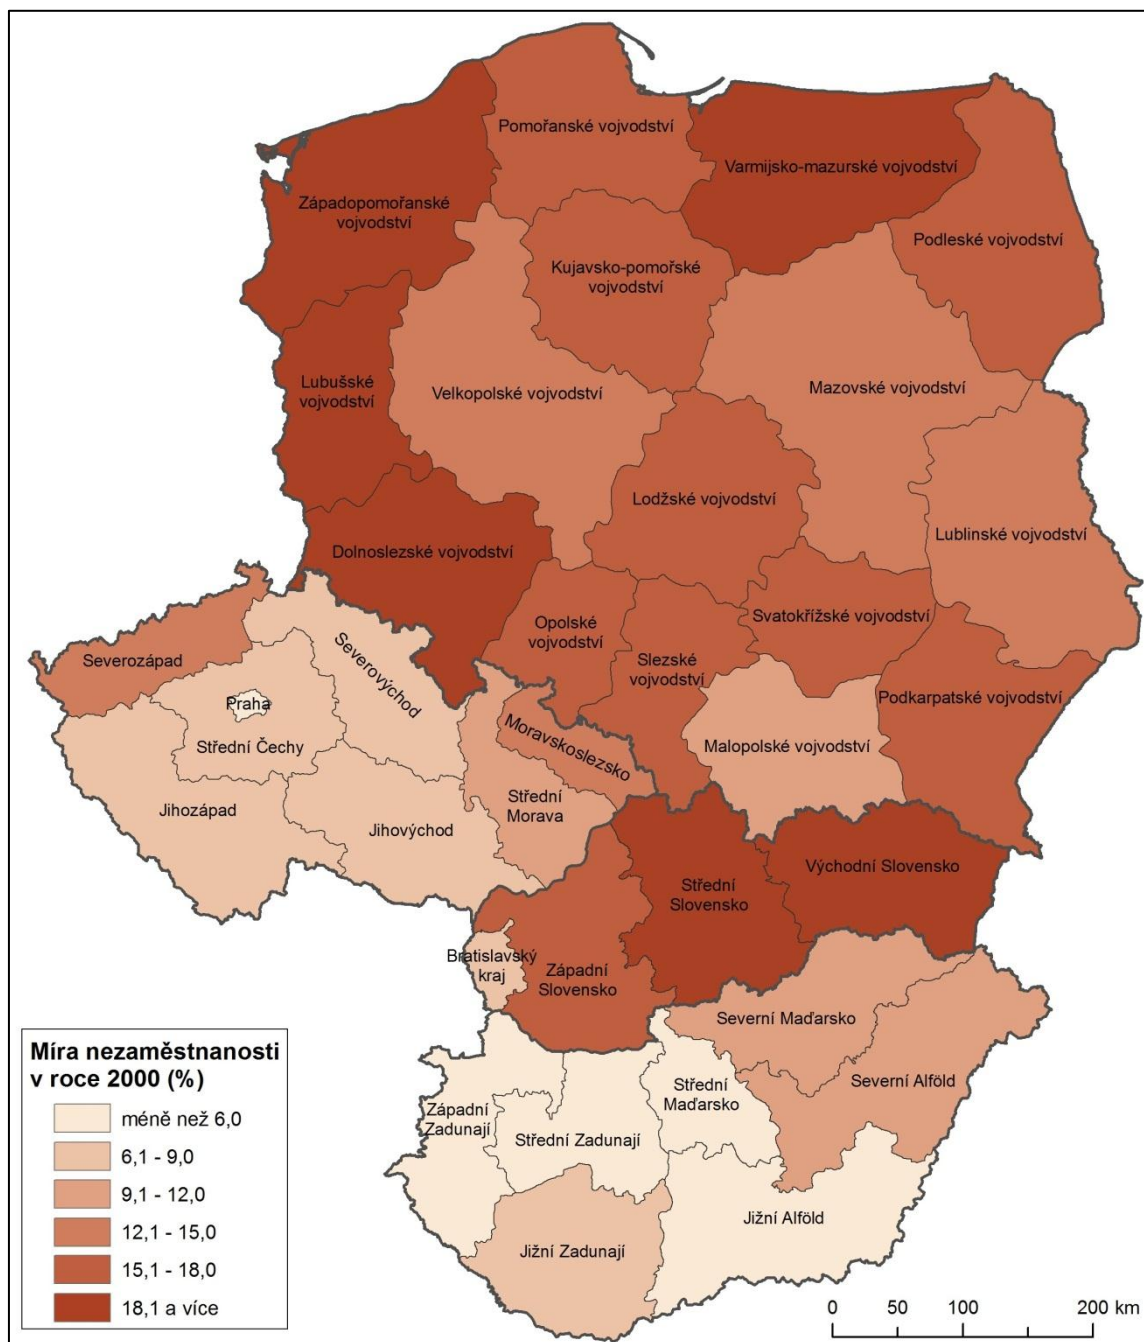 Pomořanské vojvodství
Varmijsko-mazurské vojvodství
Západopomořanské
vojvodství
Podleské vojvodství
Kujavsko-pomořské
vojvodství
Lubušské
vojvodství
Velkopolské vojvodství
Mazovské vojvodství
Lodžské vojvodství
Lublinské vojvodství
Dolnoslezské vojvodství
Opolské
vojvodství
Svatokřížské vojvodství
Slezské
vojvodství
Severozápad
Severovýchod
Praha
Podkarpatské vojvodství
Střední Čechy
Moravskoslezsko
Malopolské vojvodství
Jihozápad
Střední
Morava
Jihovýchod
Východní Slovensko
Střední
Slovensko
Bratislavský
kraj
Západní
Slovensko
Severní Maďarsko
Severní Alföld
Střední
Maďarsko
Západní
Zadunají
Střední Zadunají
Jižní Alföld
Jižní Zadunají
Míra nezaměstnanosti
v roce 2000 (%)
méně než 6,0
6,1 - 9,0
9,1 - 12,0
12,1 - 15,0
15,1 - 18,0
18,1 a více
0 50 100 200 km